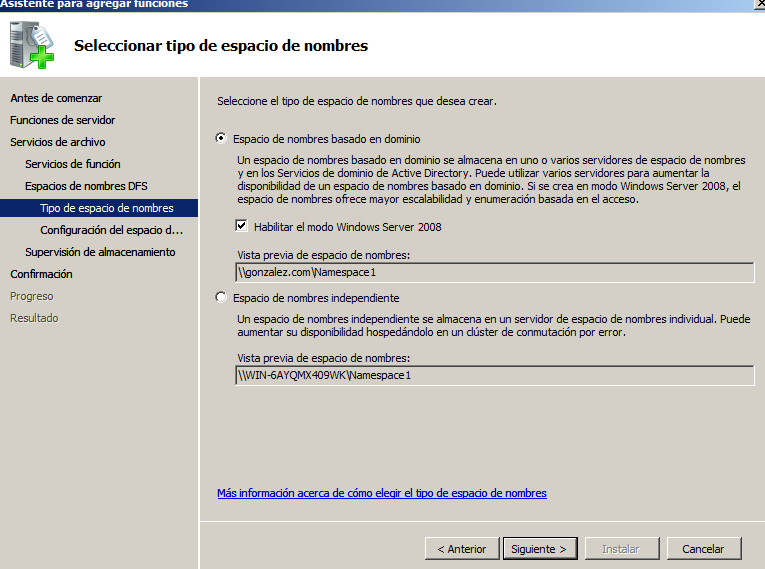 Asistente para agregar funciones
Seleccionar tipo de espacio de nombres
Antes de comenzar
Funciones de servidor
Servicios de archivo
Servicios de función
Espacios de nombres DFS
Tipo de espacio de nombres
Configuración del espacio d...
Supervisión de almacenamiento
Confirmación
Progreso
Resultado
Seleccione el tipo de espacio de nombres que desea crear.
Espacio de nombres basado en dominio
Un espacio de nombres basado en dominio se almacena en uno o varios servidores de espacio de nombres
y en los Servicios de dominio de Active Directory. Puede utilizar varios servidores para aumentar la
disponibilidad de un espacio de nombres basado en dominio. Si se crea en modo Windows Server 2008, el
espacio de nombres ofrece mayor escalabilidad y enumeración basada en el acceso.
Habilitar el modo Windows Server 2008
Vista previa de espacio de nombres:
\\gonzalez.com\Namespace1
Espacio de nombres independiente
Un espacio de nombres independiente se almacena en un servidor de espacio de nombres individual. Puede
aumentar su disponibilidad hospedándolo en un clúster de conmutación por error.
Vista previa de espacio de nombres:
\\WIN-6AYQMX409WK\Namespace1
Más información acerca de cómo elegir el tipo de espacio de nombres
< Anterior
Siguiente >
Instalar
Cancelar